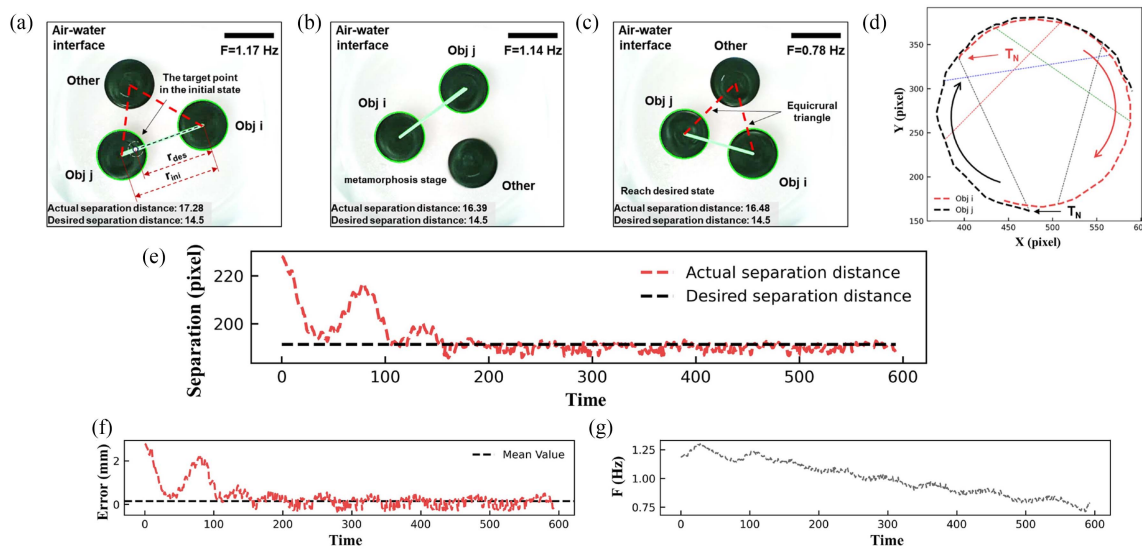 (a)
Air-water
interface
F=1.17 Hz
Other
The target point
in the initial state
Obj i
Obj j
r_des
r_ini
Actual separation distance: 17.28
Desired separation distance: 14.5
(b)
Air-water
interface
F=1.14 Hz
Obj j
Obj i
metamorphosis stage
Other
Actual separation distance: 16.39
Desired separation distance: 14.5
(c)
Air-water
interface
F=0.78 Hz
Other
Obj j
Equicrural
triangle
Obj i
Reach desired state
Actual separation distance: 16.48
Desired separation distance: 14.5
(d)
Y (pixel)
350
300
250
200
150
T_N
T_N
Obj i
Obj j
400 450 500 550 600
X (pixel)
(e)
Separation (pixel)
220
200
Actual separation distance
Desired separation distance
0 100 200 300 400 500 600
Time
(f)
Error (mm)
2
0
Mean Value
0 100 200 300 400 500 600
Time
(g)
F (Hz)
1.25
1.00
0.75
0 100 200 300 400 500 600
Time